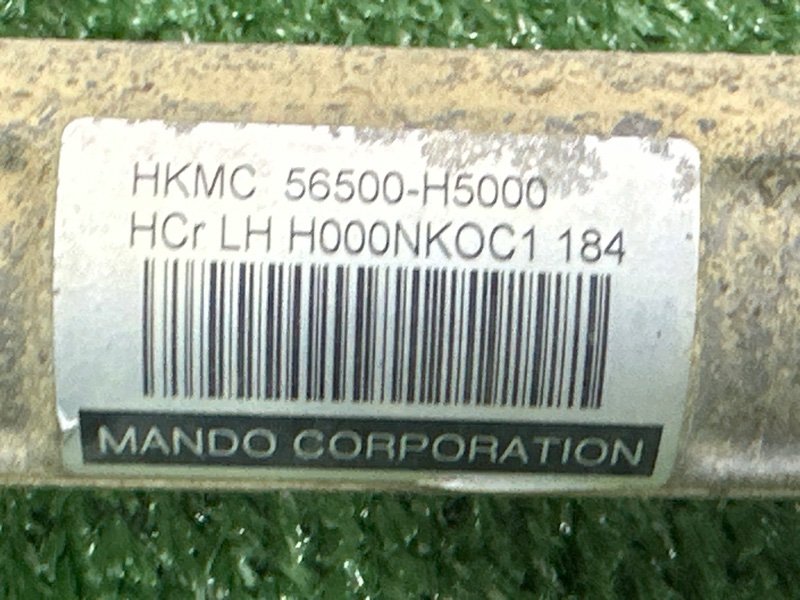 HKMC 56500-H5000
HCr LH H000NKOC1 184
MANDO CORPORATION